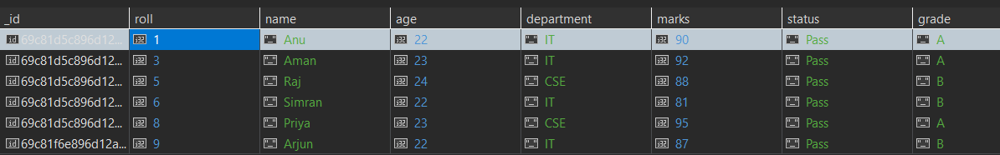 _id roll name age department marks status grade
69c81d5c896d12... 1 Anu 22 IT 90 Pass A
69c81d5c896d12... 3 Aman 23 IT 92 Pass A
69c81d5c896d12... 5 Raj 24 CSE 88 Pass B
69c81d5c896d12... 6 Simran 22 IT 81 Pass B
69c81d5c896d12... 8 Priya 23 CSE 95 Pass A
69c81f6e896d12a... 9 Arjun 22 IT 87 Pass B